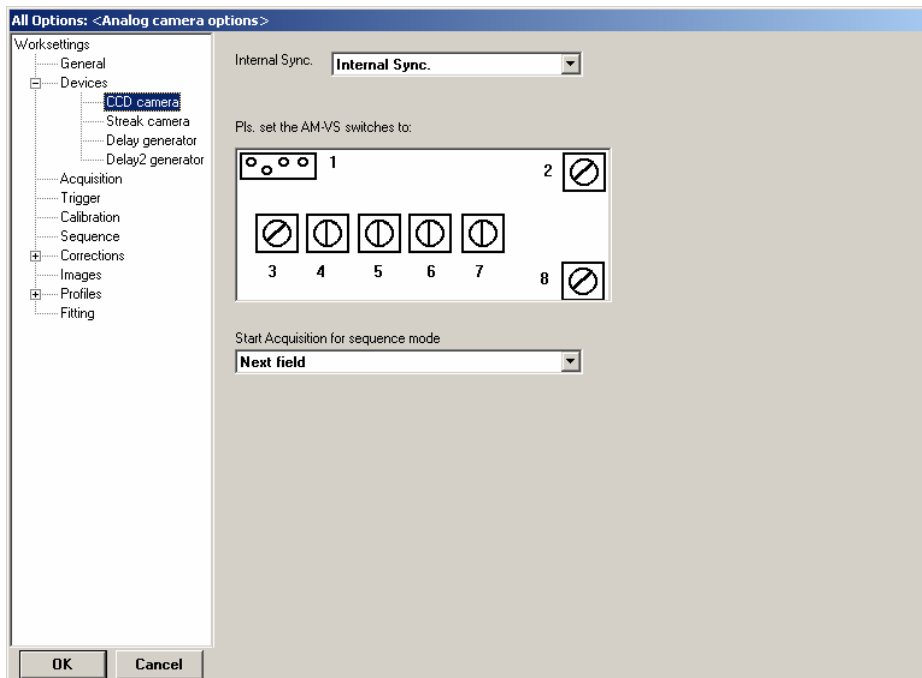 All Options: <Analog camera options>
Worksettings
General
Devices
CCD camera
Streak camera
Delay generator
Delay2 generator
Acquisition
Trigger
Calibration
Sequence
Corrections
Images
Profiles
Fitting
Internal Sync. Internal Sync.
Pls. set the AM-VS switches to:
1
2
3 4 5 6 7
8
Start Acquisition for sequence mode
Next field
OK Cancel